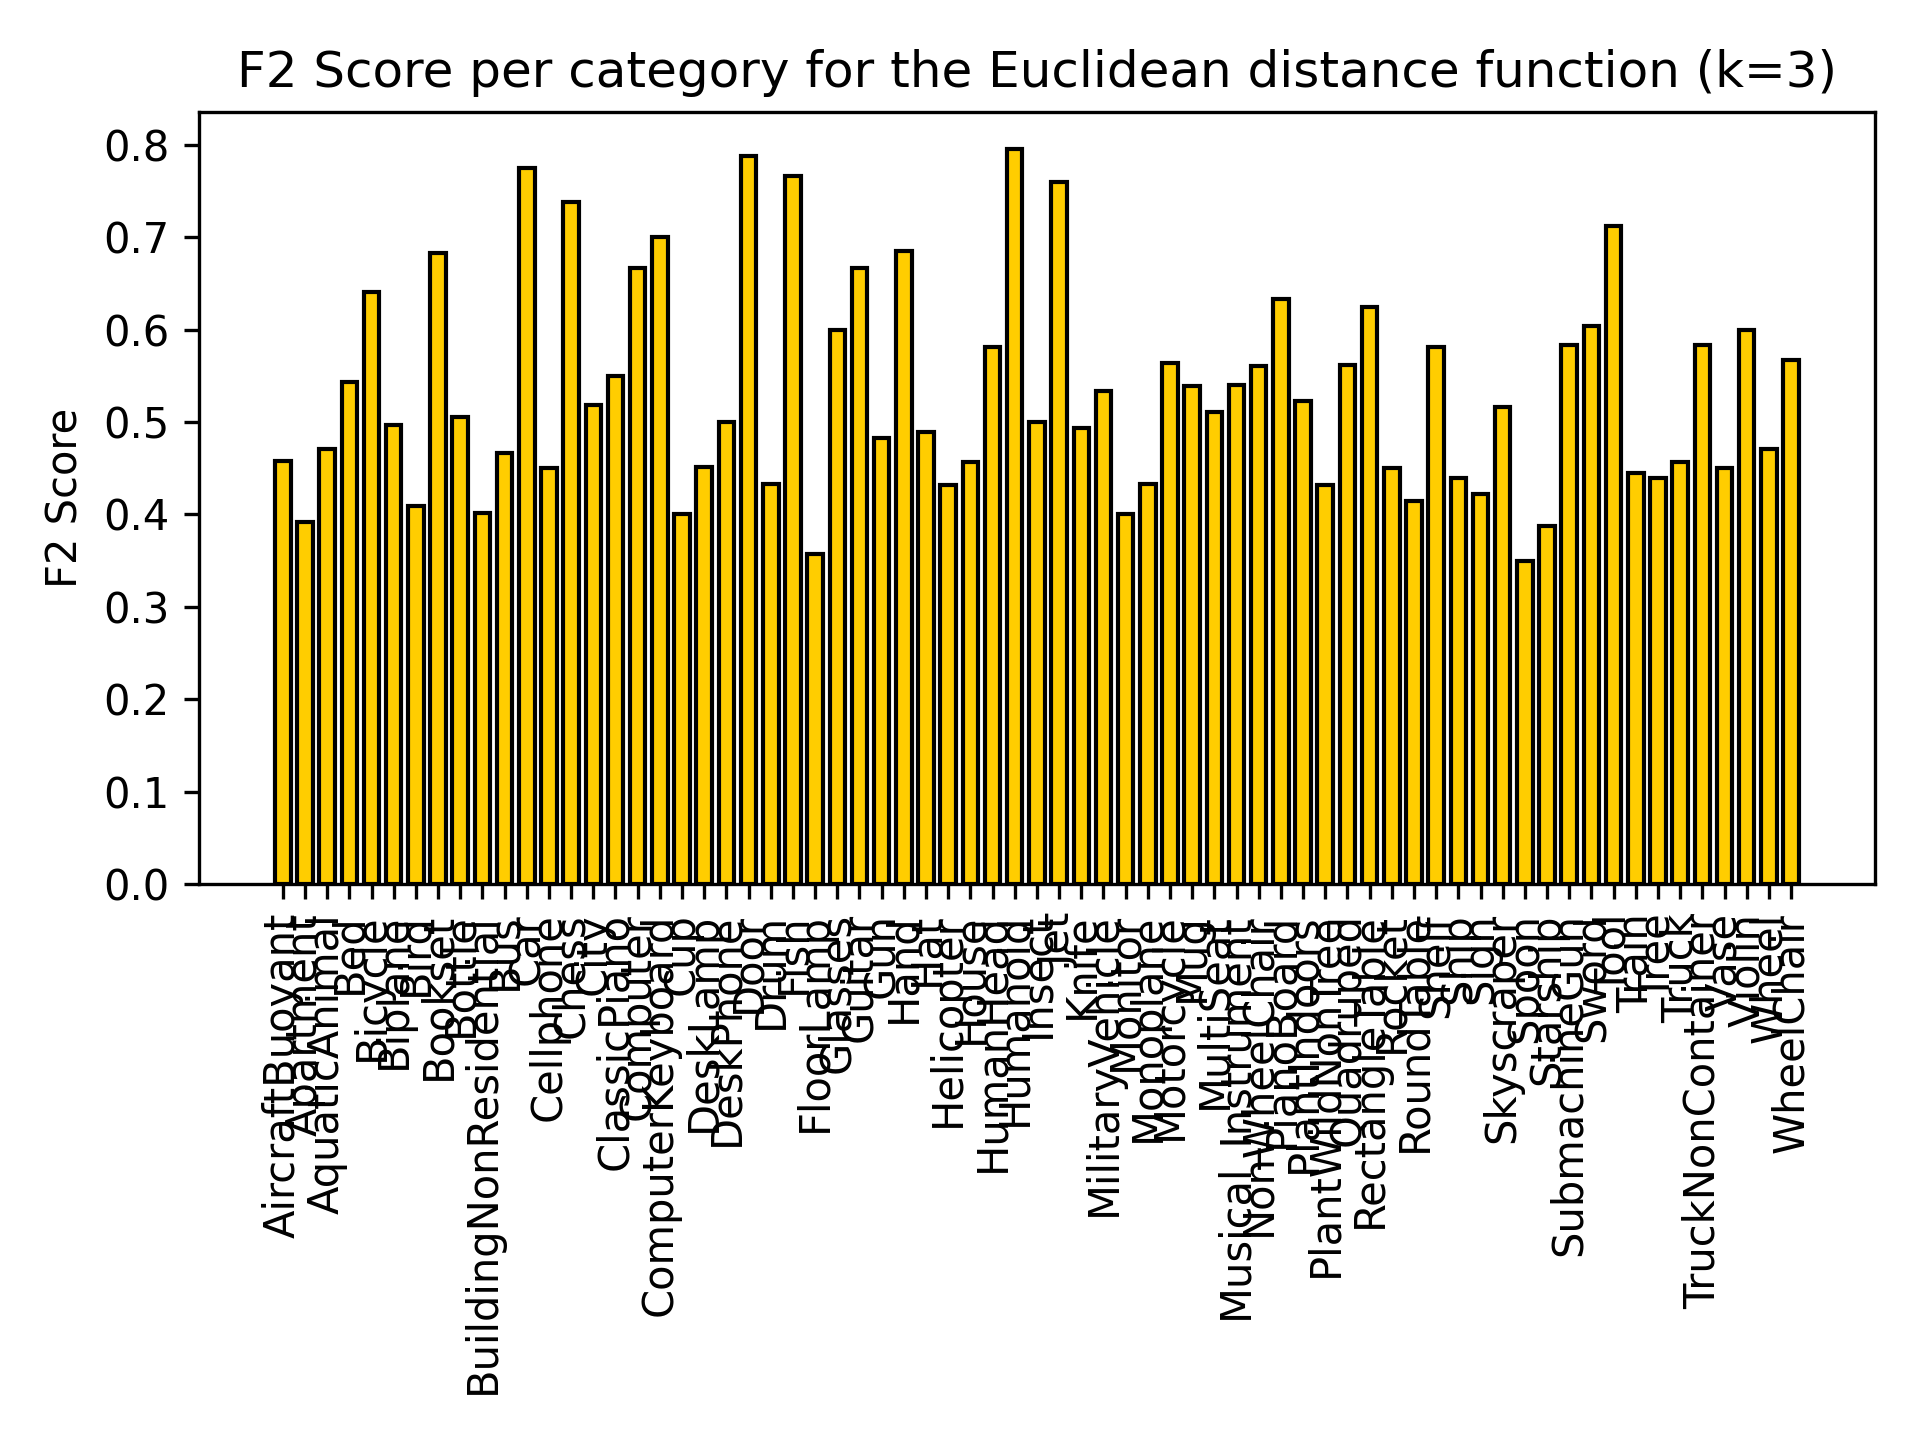 F2 Score per category for the Euclidean distance function (k=3)
F2 Score
0.8
0.7
0.6
0.5
0.4
0.3
0.2
0.1
0.0
AircraftBuoyant
Apartment
AquaticAnimal
Bed
Bicycle
Biplane
Bird
BookSet
Bottle
BuildingNonResidential
Bus
Car
Cellphone
Chess
City
ClassicPiano
Computer
ComputerKeyboard
Cup
DeskLamp
DeskPhone
Door
Drum
Fish
FloorLamp
Glasses
Guitar
Gun
Hand
Hat
Helicopter
House
HumanHead
Humanoid
Insect
Jet
Knife
MilitaryVehicle
Monitor
Monoplane
Motorcycle
Mug
MultiSeat
Musical_Instrument
NonWheelChair
PianoBoard
PlantIndoors
PlantWildNonTree
Quadruped
RectangleTable
Rocket
RoundTable
Shelf
Ship
Sign
Skyscraper
Spoon
Starship
SubmachineGun
Sword
Tool
Train
Tree
Truck
TruckNonContainer
Vase
Violin
Wheel
WheelChair